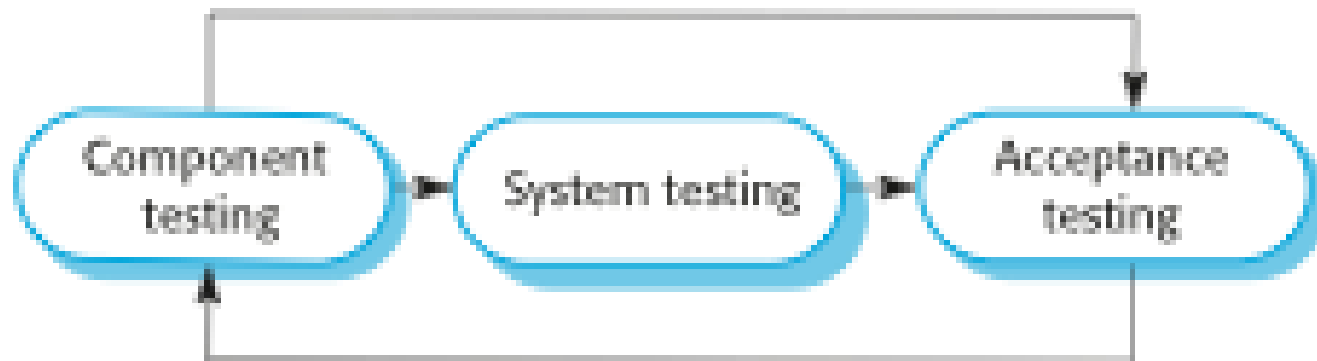 Component
testing
System testing
Acceptance
testing